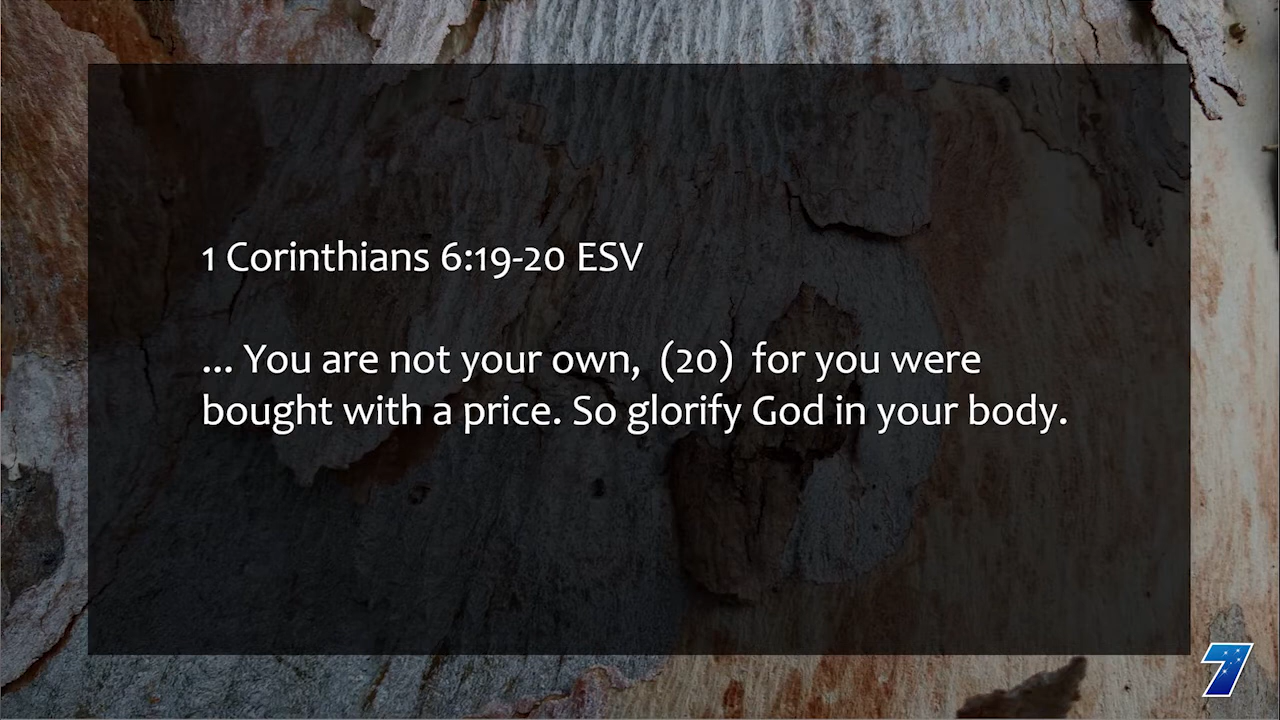 1 Corinthians 6:19-20 ESV
... You are not your own,  (20)  for you were
bought with a price. So glorify God in your body.
7